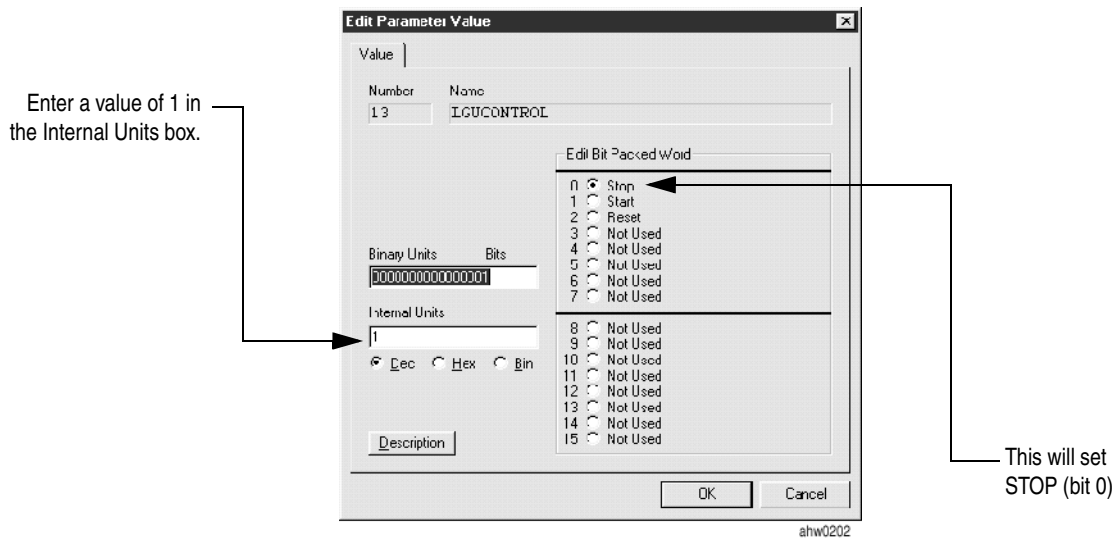 Edit Parameter Value
Value
Number Name
13 LGUCONTROL
Enter a value of 1 in
the Internal Units box.
Edit Bit Packed Word
0 Stop
1 Start
2 Reset
3 Not Used
4 Not Used
5 Not Used
6 Not Used
7 Not Used
Binary Units Bits
0000000000000001
Internal Units
1
Dec Hex Bin
8 Not Used
9 Not Used
10 Not Used
11 Not Used
12 Not Used
13 Not Used
14 Not Used
15 Not Used
Description
This will set
STOP (bit 0)
OK Cancel
ahw0202